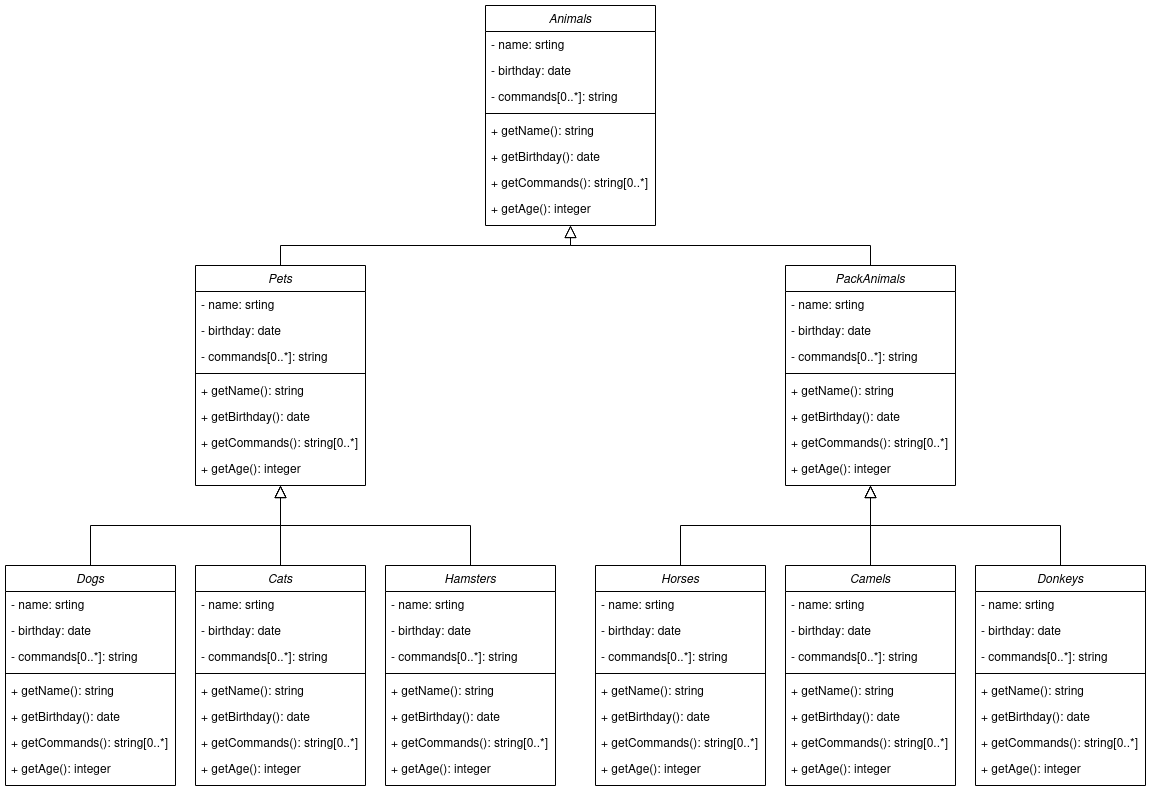 Animals
- name: srting
- birthday: date
- commands[0..*]: string
+ getName(): string
+ getBirthday(): date
+ getCommands(): string[0..*]
+ getAge(): integer
Pets
- name: srting
- birthday: date
- commands[0..*]: string
+ getName(): string
+ getBirthday(): date
+ getCommands(): string[0..*]
+ getAge(): integer
PackAnimals
- name: srting
- birthday: date
- commands[0..*]: string
+ getName(): string
+ getBirthday(): date
+ getCommands(): string[0..*]
+ getAge(): integer
Dogs
- name: srting
- birthday: date
- commands[0..*]: string
+ getName(): string
+ getBirthday(): date
+ getCommands(): string[0..*]
+ getAge(): integer
Cats
- name: srting
- birthday: date
- commands[0..*]: string
+ getName(): string
+ getBirthday(): date
+ getCommands(): string[0..*]
+ getAge(): integer
Hamsters
- name: srting
- birthday: date
- commands[0..*]: string
+ getName(): string
+ getBirthday(): date
+ getCommands(): string[0..*]
+ getAge(): integer
Horses
- name: srting
- birthday: date
- commands[0..*]: string
+ getName(): string
+ getBirthday(): date
+ getCommands(): string[0..*]
+ getAge(): integer
Camels
- name: srting
- birthday: date
- commands[0..*]: string
+ getName(): string
+ getBirthday(): date
+ getCommands(): string[0..*]
+ getAge(): integer
Donkeys
- name: srting
- birthday: date
- commands[0..*]: string
+ getName(): string
+ getBirthday(): date
+ getCommands(): string[0..*]
+ getAge(): integer